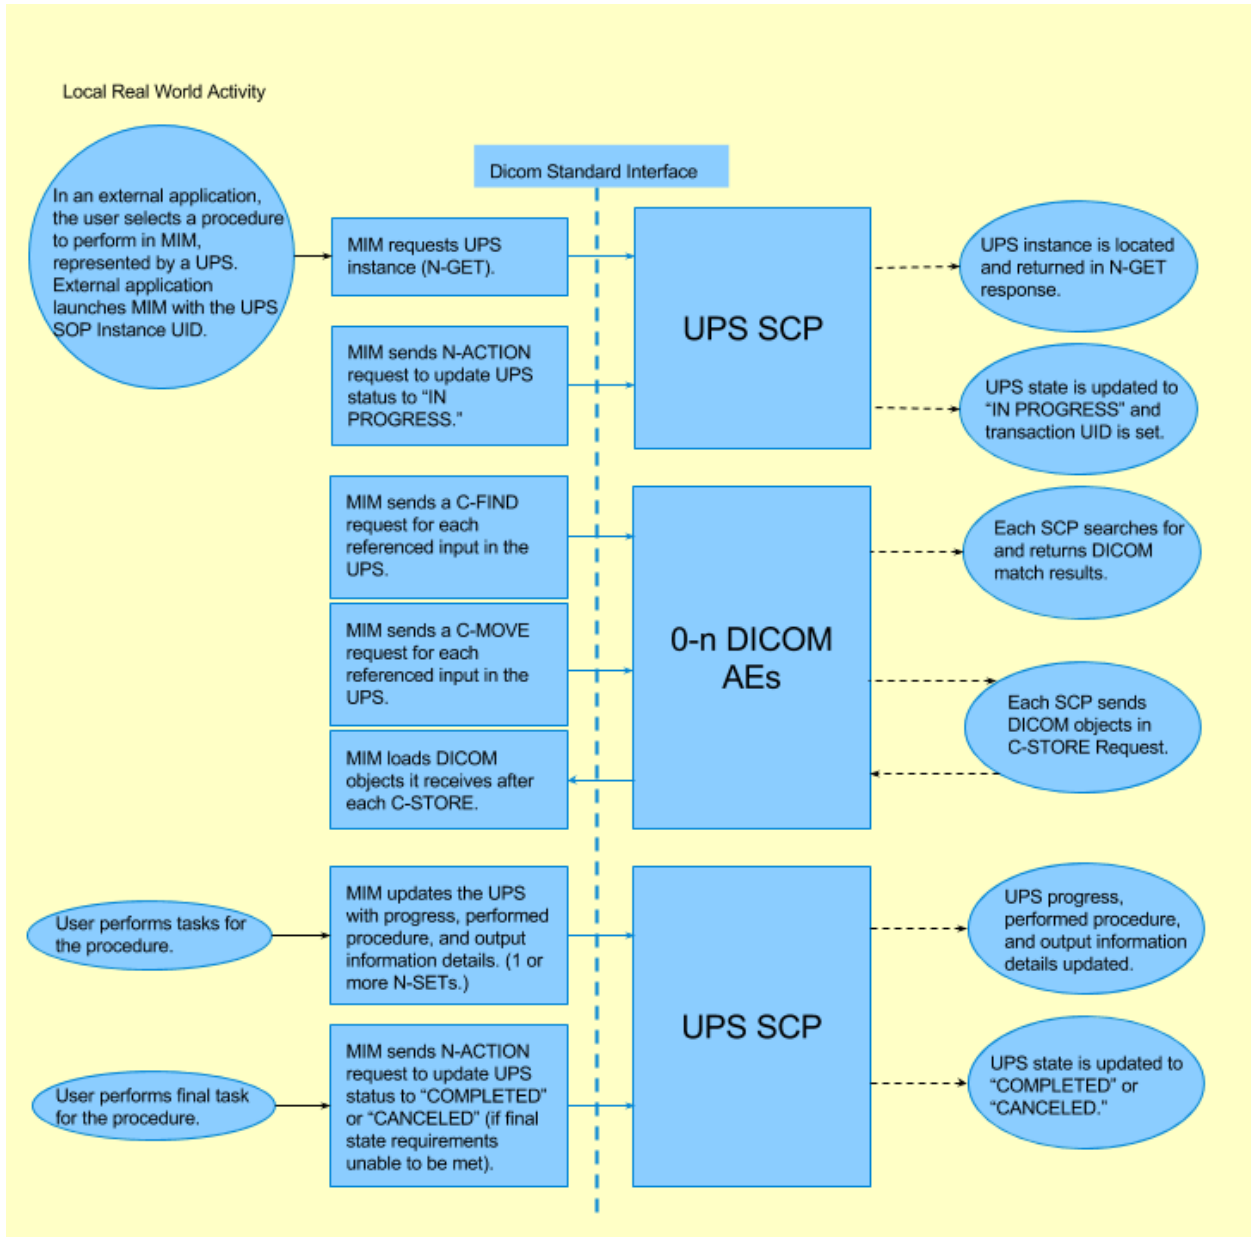 Local Real World Activity
Dicom Standard Interface
In an external application,
the user selects a procedure
to perform in MIM,
represented by a UPS.
External application
launches MIM with the UPS
SOP Instance UID.
MIM requests UPS
instance (N-GET).
UPS SCP
UPS instance is located
and returned in N-GET
response.
MIM sends N-ACTION
request to update UPS
status to “IN
PROGRESS.”
UPS state is updated to
“IN PROGRESS” and
transaction UID is set.
MIM sends a C-FIND
request for each
referenced input in the
UPS.
0-n DICOM
AEs
Each SCP searches for
and returns DICOM
match results.
MIM sends a C-MOVE
request for each
referenced input in the
UPS.
Each SCP sends
DICOM objects in
C-STORE Request.
MIM loads DICOM
objects it receives after
each C-STORE.
User performs tasks for
the procedure.
MIM updates the UPS
with progress, performed
procedure, and output
information details. (1 or
more N-SETs.)
UPS SCP
UPS progress,
performed procedure,
and output information
details updated.
User performs final task
for the procedure.
MIM sends N-ACTION
request to update UPS
status to “COMPLETED”
or “CANCELED” (if final
state requirements
unable to be met).
UPS state is updated to
“COMPLETED” or
“CANCELED.”